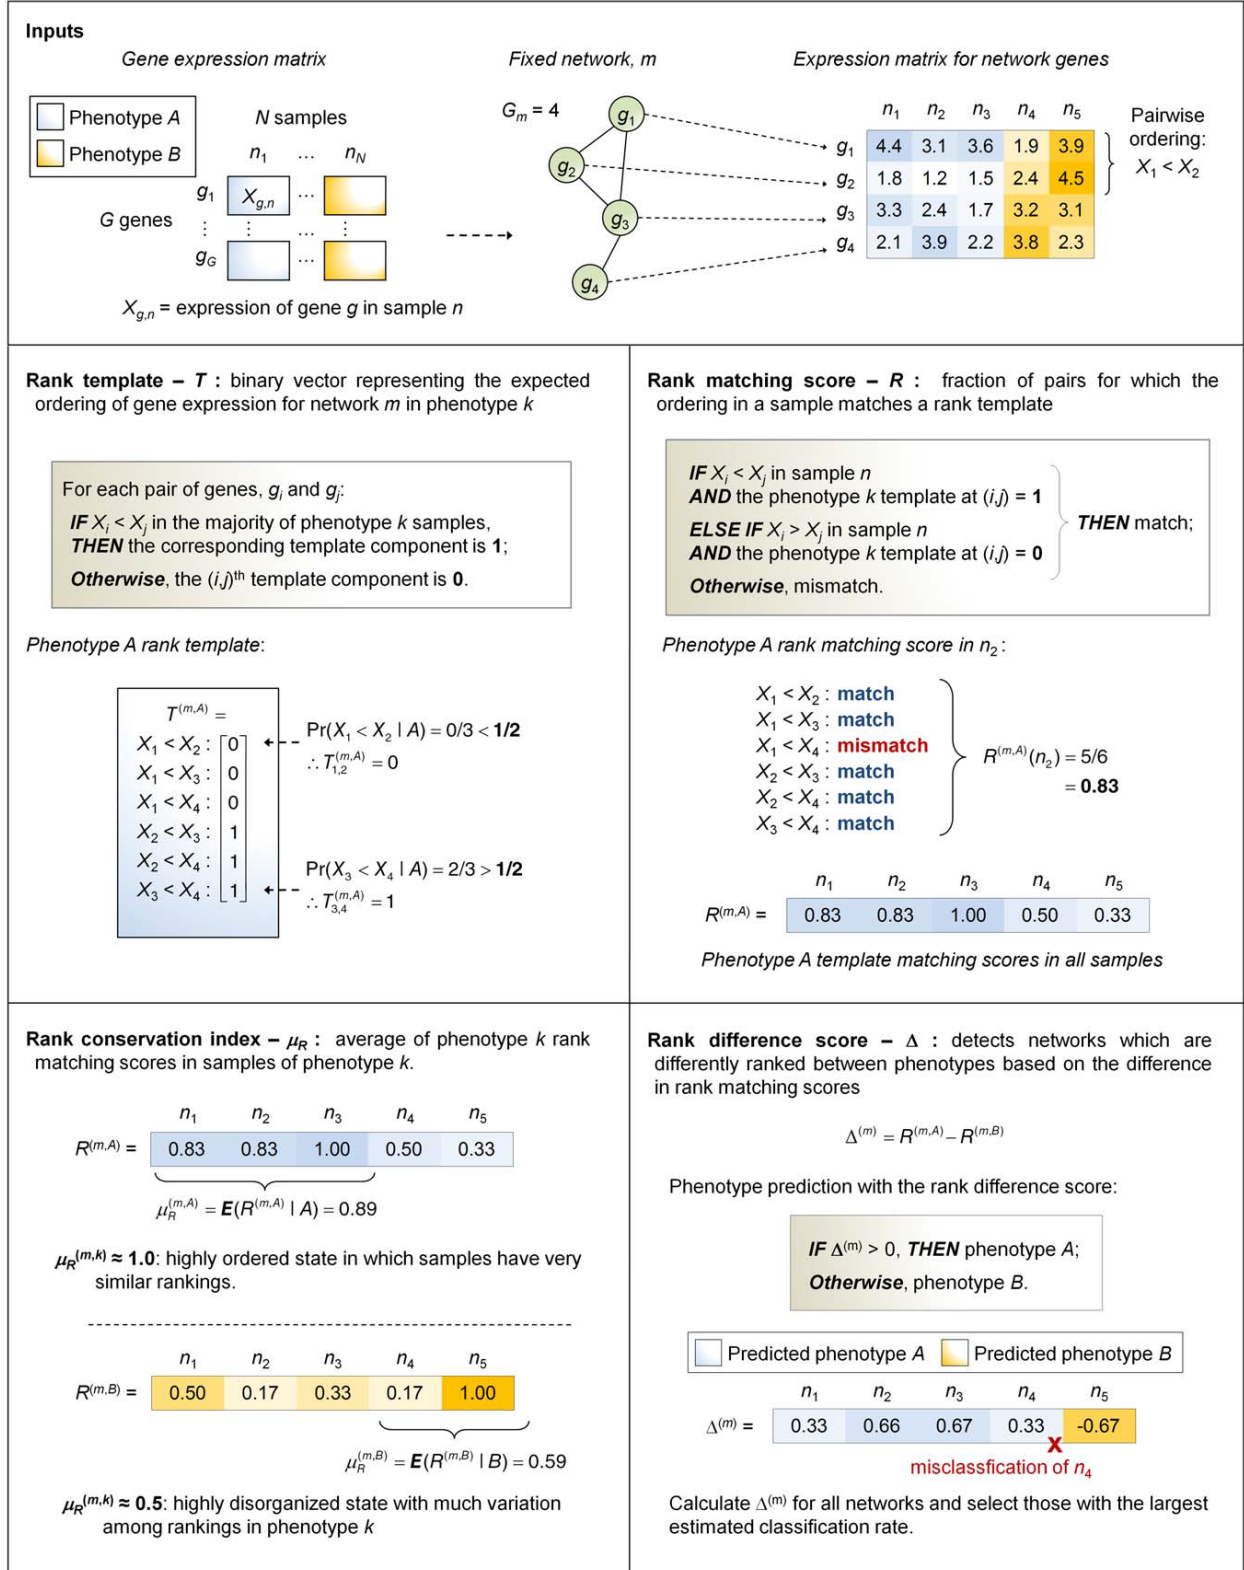 Inputs
Gene expression matrix
Fixed network, m
Expression matrix for network genes
Phenotype A
Phenotype B
N samples
n1 ... nN
g1 Xg,n ...
G genes
⋮ ⋮ ... ⋮
gG ...
Xg,n = expression of gene g in sample n
Gm = 4
g1
g2
g3
g4
n1 n2 n3 n4 n5
g1 4.4 3.1 3.6 1.9 3.9
g2 1.8 1.2 1.5 2.4 4.5
g3 3.3 2.4 1.7 3.2 3.1
g4 2.1 3.9 2.2 3.8 2.3
Pairwise
ordering:
X1 < X2
Rank template – T : binary vector representing the expected
ordering of gene expression for network m in phenotype k
For each pair of genes, gi and gj:
IF Xi < Xj in the majority of phenotype k samples,
THEN the corresponding template component is 1;
Otherwise, the (i,j)th template component is 0.
Phenotype A rank template:
T(m,A) =
X1 < X2 : 0
X1 < X3 : 0
X1 < X4 : 0
X2 < X3 : 1
X2 < X4 : 1
X3 < X4 : 1
Pr(X1 < X2 | A) = 0/3 < 1/2
∴ T1,2(m,A) = 0
Pr(X3 < X4 | A) = 2/3 > 1/2
∴ T3,4(m,A) = 1
Rank matching score – R : fraction of pairs for which the
ordering in a sample matches a rank template
IF Xi < Xj in sample n
AND the phenotype k template at (i,j) = 1
ELSE IF Xi > Xj in sample n
AND the phenotype k template at (i,j) = 0
THEN match;
Otherwise, mismatch.
Phenotype A rank matching score in n2 :
X1 < X2 : match
X1 < X3 : match
X1 < X4 : mismatch
X2 < X3 : match
X2 < X4 : match
X3 < X4 : match
R(m,A)(n2) = 5/6
= 0.83
n1 n2 n3 n4 n5
R(m,A) = 0.83 0.83 1.00 0.50 0.33
Phenotype A template matching scores in all samples
Rank conservation index – μR : average of phenotype k rank
matching scores in samples of phenotype k.
n1 n2 n3 n4 n5
R(m,A) = 0.83 0.83 1.00 0.50 0.33
μR(m,A) = E(R(m,A) | A) = 0.89
μR(m,k) ≈ 1.0: highly ordered state in which samples have very
similar rankings.
n1 n2 n3 n4 n5
R(m,B) = 0.50 0.17 0.33 0.17 1.00
μR(m,B) = E(R(m,B) | B) = 0.59
μR(m,k) ≈ 0.5: highly disorganized state with much variation
among rankings in phenotype k
Rank difference score – Δ : detects networks which are
differently ranked between phenotypes based on the difference
in rank matching scores
Δ(m) = R(m,A) – R(m,B)
Phenotype prediction with the rank difference score:
IF Δ(m) > 0, THEN phenotype A;
Otherwise, phenotype B.
Predicted phenotype A Predicted phenotype B
n1 n2 n3 n4 n5
Δ(m) = 0.33 0.66 0.67 0.33 -0.67
X
misclassfication of n4
Calculate Δ(m) for all networks and select those with the largest
estimated classification rate.